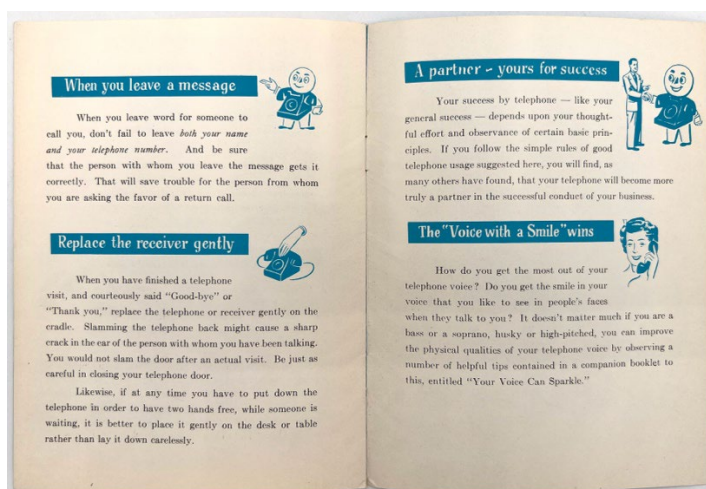 When you leave a message
When you leave word for someone to
call you, don't fail to leave both your name
and your telephone number. And be sure
that the person with whom you leave the message gets it
correctly. That will save trouble for the person from whom
you are asking the favor of a return call.
Replace the receiver gently
When you have finished a telephone
visit, and courteously said “Good-bye” or
“Thank you,” replace the telephone or receiver gently on the
cradle. Slamming the telephone back might cause a sharp
crack in the ear of the person with whom you have been talking.
You would not slam the door after an actual visit. Be just as
careful in closing your telephone door.
Likewise, if at any time you have to put down the
telephone in order to have two hands free, while someone is
waiting, it is better to place it gently on the desk or table
rather than lay it down carelessly.
A partner - yours for success
Your success by telephone — like your
general success — depends upon your thought-
ful effort and observance of certain basic prin-
ciples. If you follow the simple rules of good
telephone usage suggested here, you will find, as
many others have found, that your telephone will become more
truly a partner in the successful conduct of your business.
The "Voice with a Smile" wins
How do you get the most out of your
telephone voice? Do you get the smile in your
voice that you like to see in people's faces
when they talk to you? It doesn't matter much if you are a
bass or a soprano, husky or high-pitched, you can improve
the physical qualities of your telephone voice by observing a
number of helpful tips contained in a companion booklet to
this, entitled “Your Voice Can Sparkle.”